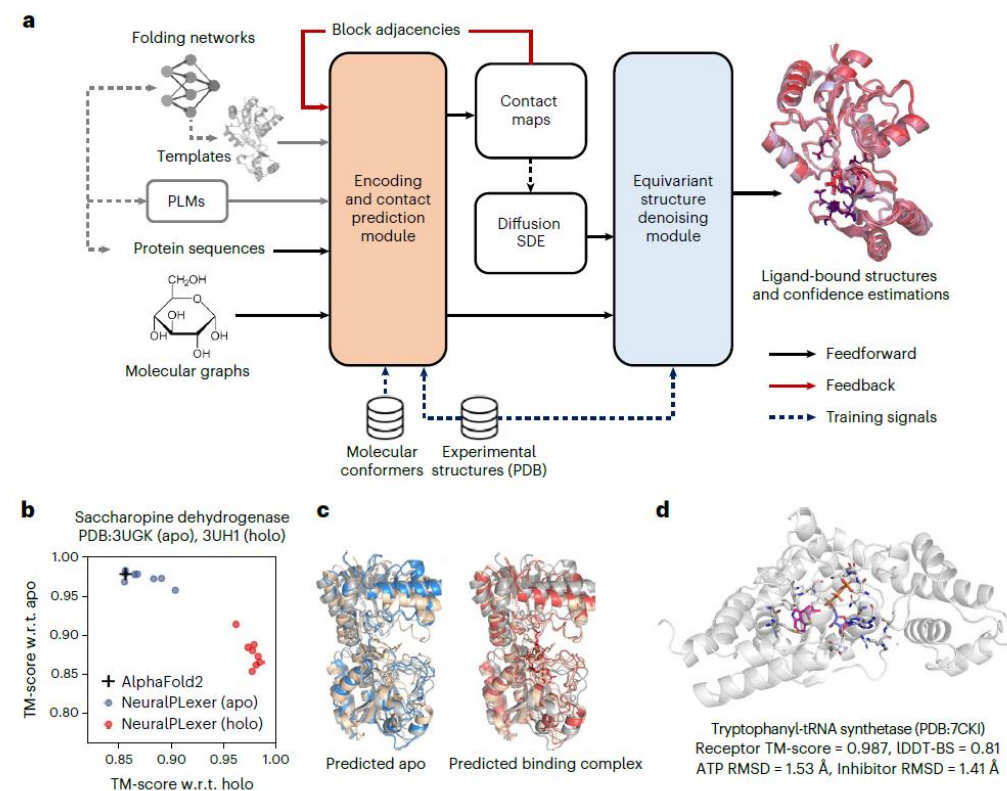 a
Block adjacencies
Folding networks
Templates
PLMs
Protein sequences
CH₂OH
O
OH
OH
OH
OH
Molecular graphs
Encoding
and contact
prediction
module
Contact
maps
Diffusion
SDE
Equivariant
structure
denoising
module
Ligand-bound structures
and confidence estimations
Feedforward
Feedback
Training signals
Molecular
conformers
Experimental
structures (PDB)
b
Saccharopine dehydrogenase
PDB:3UGK (apo), 3UH1 (holo)
TM-score w.r.t. apo
1.00
0.95
0.90
0.85
0.80
AlphaFold2
NeuralPLexer (apo)
NeuralPLexer (holo)
0.85 0.90 0.95 1.00
TM-score w.r.t. holo
c
Predicted apo
Predicted binding complex
d
Tryptophanyl-tRNA synthetase (PDB:7CKI)
Receptor TM-score = 0.987, lDDT-BS = 0.81
ATP RMSD = 1.53 Å, Inhibitor RMSD = 1.41 Å